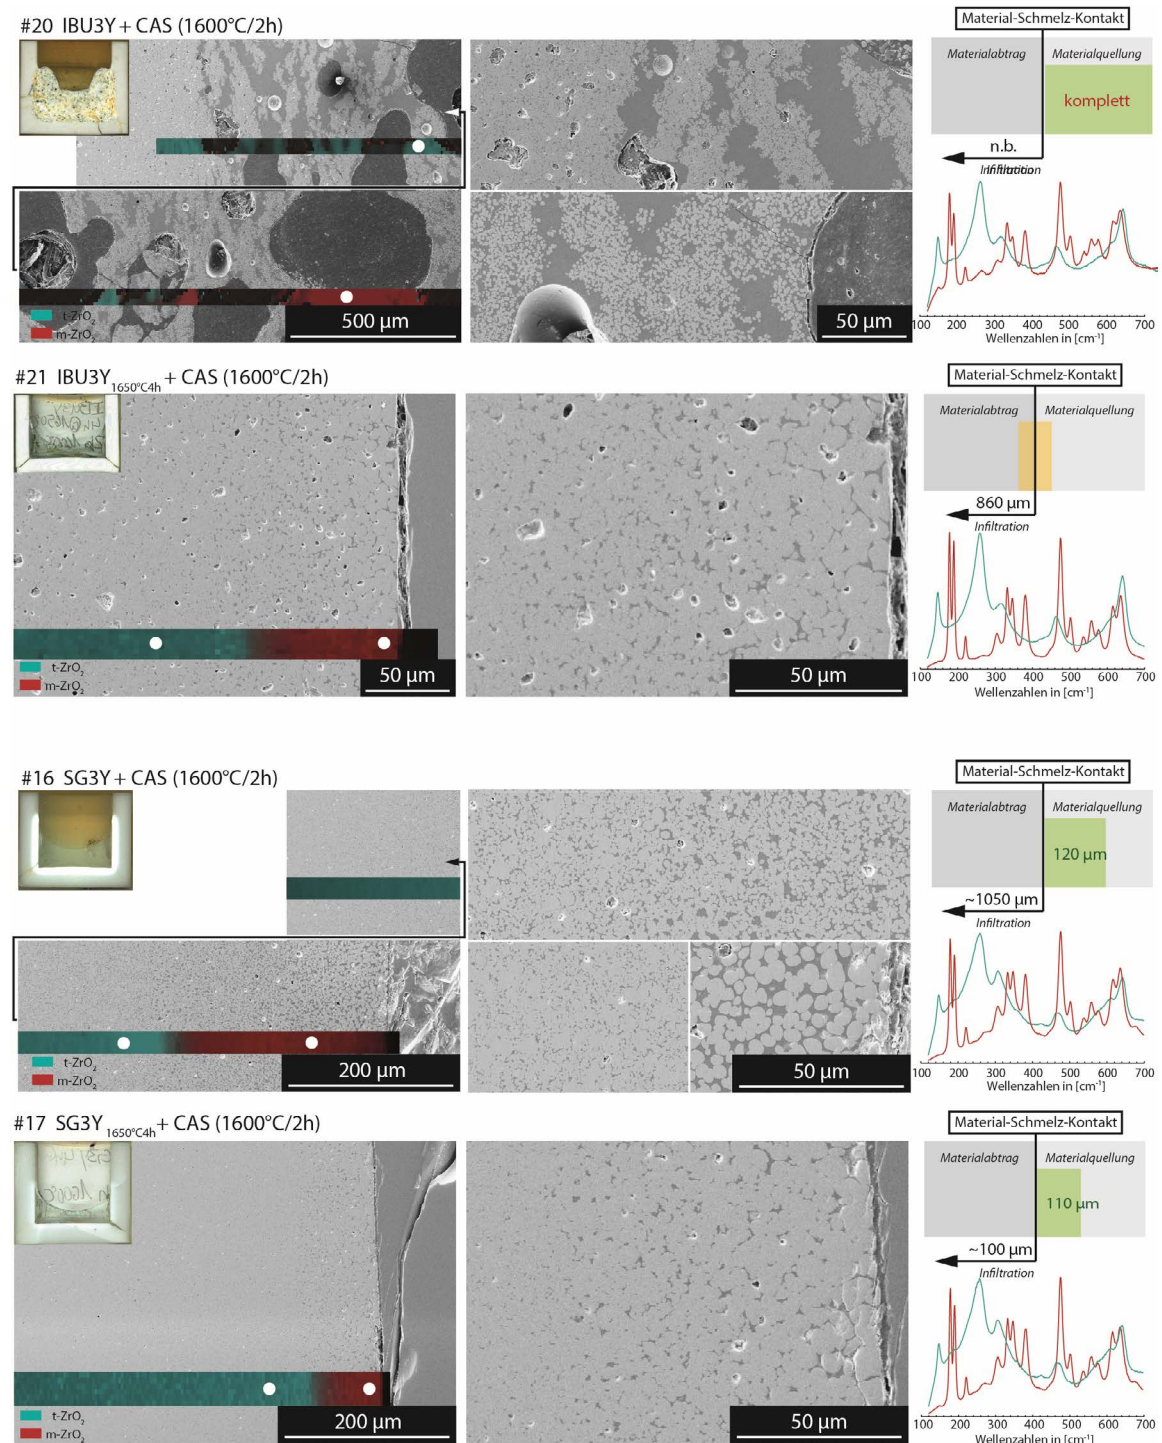 #20 IBU3Y + CAS (1600°C/2h)
Material-Schmelz-Kontakt
Materialabtrag
Materialquellung
komplett
n.b.
Infiltration
t-ZrO₂
m-ZrO₂
500 µm
50 µm
100 200 300 400 500 600 700
Wellenzahlen in [cm⁻¹]
#21 IBU3Y 1650°C4h + CAS (1600°C/2h)
Material-Schmelz-Kontakt
Materialabtrag
Materialquellung
860 µm
Infiltration
t-ZrO₂
m-ZrO₂
50 µm
50 µm
100 200 300 400 500 600 700
Wellenzahlen in [cm⁻¹]
#16 SG3Y + CAS (1600°C/2h)
Material-Schmelz-Kontakt
Materialabtrag
Materialquellung
120 µm
~1050 µm
Infiltration
t-ZrO₂
m-ZrO₂
200 µm
50 µm
100 200 300 400 500 600 700
Wellenzahlen in [cm⁻¹]
#17 SG3Y 1650°C4h + CAS (1600°C/2h)
Material-Schmelz-Kontakt
Materialabtrag
Materialquellung
110 µm
~100 µm
Infiltration
t-ZrO₂
m-ZrO₂
200 µm
50 µm
100 200 300 400 500 600 700
Wellenzahlen in [cm⁻¹]